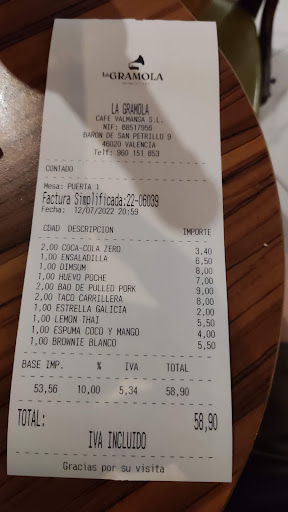 La GRAMOLA
LA GRAMOLA
CAFE VALMANSA S.L.
NIF:
BARON DE SAN PETRILLO 9
46020 VALENCIA
Telf: 960 151 853
CONTADO
Mesa: PUERTA 1
Factura Simplificada:22-06039
Fecha: 12/07/2022 20:59
CDAD DESCRIPCION IMPORTE
2,00 COCA-COLA ZERO 3,40
1,00 ENSALADILLA 6,50
1,00 DIMSUM 8,00
1,00 HUEVO POCHE 7,00
2,00 BAO DE PULLED PORK 9,00
2,00 TACO CARRILLERA 8,00
1,00 ESTRELLA GALICIA 2,00
1,00 LEMON THAI 5,50
1,00 ESPUMA COCO Y MANGO 4,00
1,00 BROWNIE BLANCO 5,50
BASE IMP. % IVA TOTAL
53,56 10,00 5,34 58,90
TOTAL: 58,90
IVA INCLUIDO
Gracias por su visita